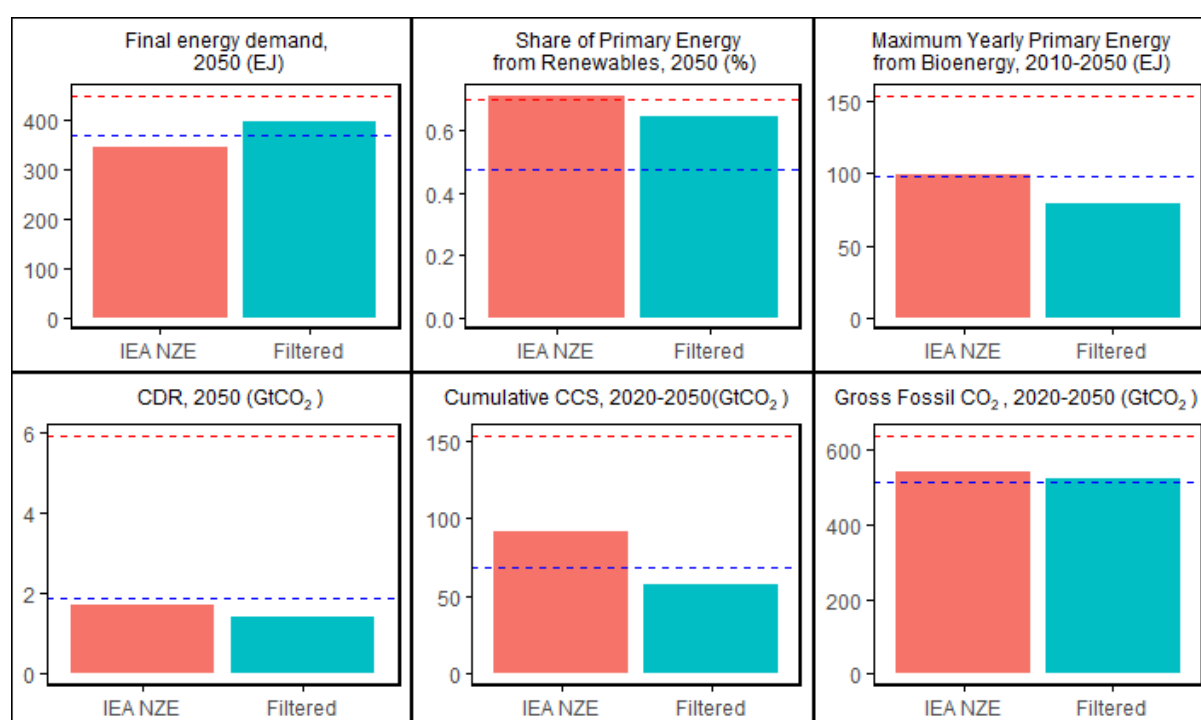 Final energy demand,
2050 (EJ)
400
300
200
100
0
IEA NZE Filtered
Share of Primary Energy
from Renewables, 2050 (%)
0.6
0.4
0.2
0.0
IEA NZE Filtered
Maximum Yearly Primary Energy
from Bioenergy, 2010-2050 (EJ)
150
100
50
0
IEA NZE Filtered
CDR, 2050 (GtCO₂ )
6
4
2
0
IEA NZE Filtered
Cumulative CCS, 2020-2050(GtCO₂ )
150
100
50
0
IEA NZE Filtered
Gross Fossil CO₂ , 2020-2050 (GtCO₂ )
600
400
200
0
IEA NZE Filtered